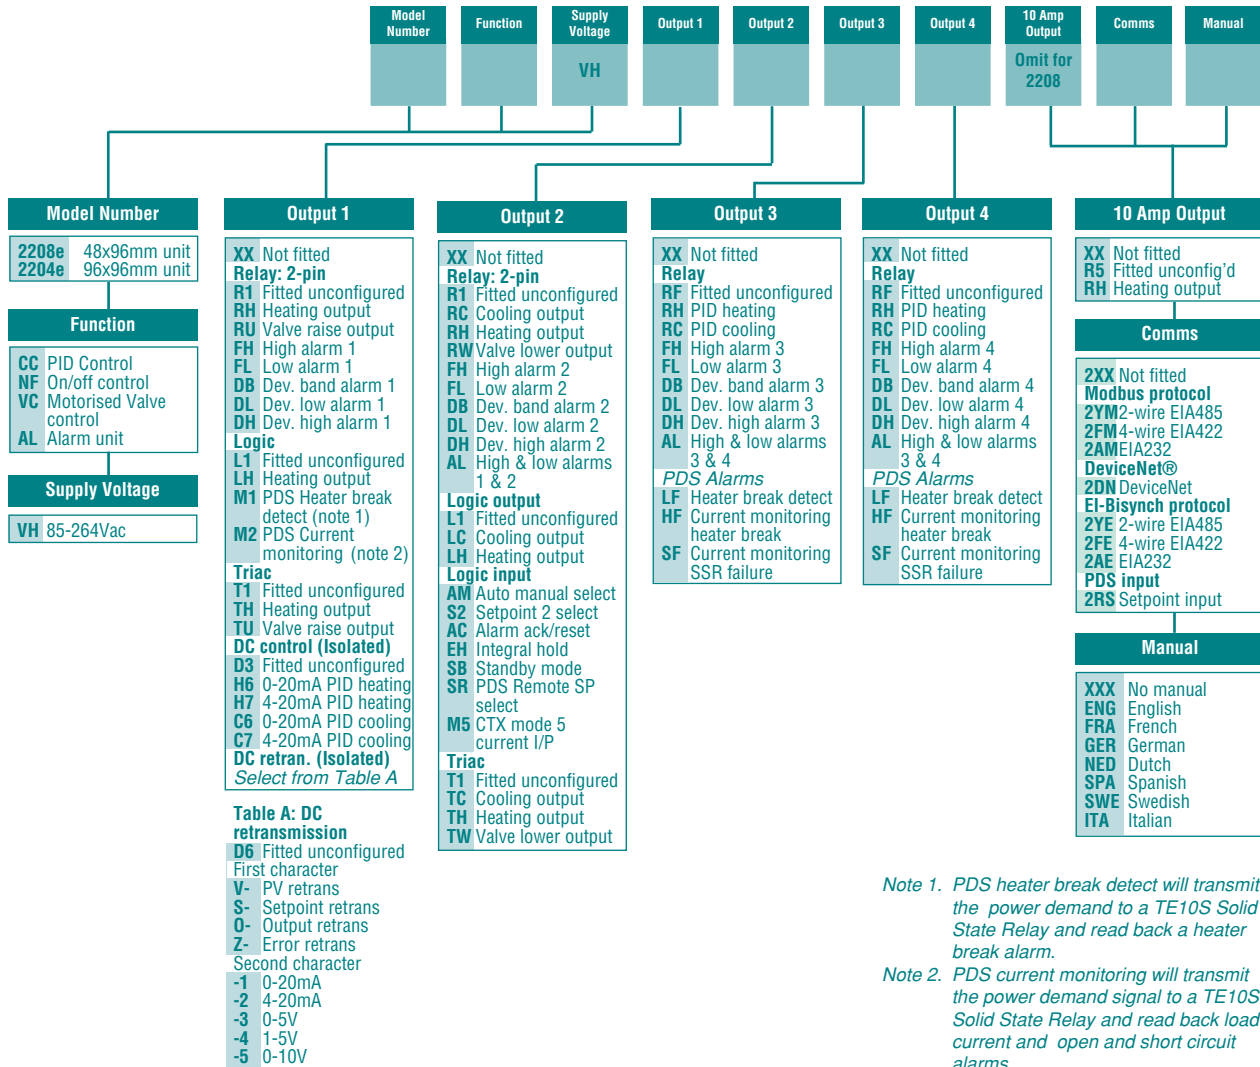 Model Number
Function
Supply Voltage
Output 1
Output 2
Output 3
Output 4
10 Amp Output
Comms
Manual
VH
Omit for 2208
Model Number
2208e 48x96mm unit
2204e 96x96mm unit
Function
CC PID Control
NF On/off control
VC Motorised Valve
control
AL Alarm unit
Supply Voltage
VH 85-264Vac
Output 1
XX Not fitted
Relay: 2-pin
R1 Fitted unconfigured
RH Heating output
RU Valve raise output
FH High alarm 1
FL Low alarm 1
DB Dev. band alarm 1
DL Dev. low alarm 1
DH Dev. high alarm 1
Logic
L1 Fitted unconfigured
LH Heating output
M1 PDS Heater break
detect (note 1)
M2 PDS Current
monitoring (note 2)
Triac
T1 Fitted unconfigured
TH Heating output
TU Valve raise output
DC control (Isolated)
D3 Fitted unconfigured
H6 0-20mA PID heating
H7 4-20mA PID heating
C6 0-20mA PID cooling
C7 4-20mA PID cooling
DC retran. (Isolated)
Select from Table A
Table A: DC
retransmission
D6 Fitted unconfigured
First character
V- PV retrans
S- Setpoint retrans
O- Output retrans
Z- Error retrans
Second character
-1 0-20mA
-2 4-20mA
-3 0-5V
-4 1-5V
-5 0-10V
Output 2
XX Not fitted
Relay: 2-pin
R1 Fitted unconfigured
RC Cooling output
RH Heating output
RW Valve lower output
FH High alarm 2
FL Low alarm 2
DB Dev. band alarm 2
DL Dev. low alarm 2
DH Dev. high alarm 2
AL High & low alarms
1 & 2
Logic output
L1 Fitted unconfigured
LC Cooling output
LH Heating output
Logic input
AM Auto manual select
S2 Setpoint 2 select
AC Alarm ack/reset
EH Integral hold
SB Standby mode
SR PDS Remote SP
select
M5 CTX mode 5
current I/P
Triac
T1 Fitted unconfigured
TC Cooling output
TH Heating output
TW Valve lower output
Output 3
XX Not fitted
Relay
RF Fitted unconfigured
RH PID heating
RC PID cooling
FH High alarm 3
FL Low alarm 3
DB Dev. band alarm 3
DL Dev. low alarm 3
DH Dev. high alarm 3
AL High & low alarms
3 & 4
PDS Alarms
LF Heater break detect
HF Current monitoring
heater break
SF Current monitoring
SSR failure
Output 4
XX Not fitted
Relay
RF Fitted unconfigured
RH PID heating
RC PID cooling
FH High alarm 4
FL Low alarm 4
DB Dev. band alarm 4
DL Dev. low alarm 4
DH Dev. high alarm 4
AL High & low alarms
3 & 4
PDS Alarms
LF Heater break detect
HF Current monitoring
heater break
SF Current monitoring
SSR failure
10 Amp Output
XX Not fitted
R5 Fitted unconfig'd
RH Heating output
Comms
2XX Not fitted
Modbus protocol
2YM 2-wire EIA485
2FM 4-wire EIA422
2AM EIA232
DeviceNet®
2DN DeviceNet
EI-Bisynch protocol
2YE 2-wire EIA485
2FE 4-wire EIA422
2AE EIA232
PDS input
2RS Setpoint input
Manual
XXX No manual
ENG English
FRA French
GER German
NED Dutch
SPA Spanish
SWE Swedish
ITA Italian
Note 1. PDS heater break detect will transmit
the power demand to a TE10S Solid
State Relay and read back a heater
break alarm.
Note 2. PDS current monitoring will transmit
the power demand signal to a TE10S
Solid State Relay and read back load
current and open and short circuit
alarms